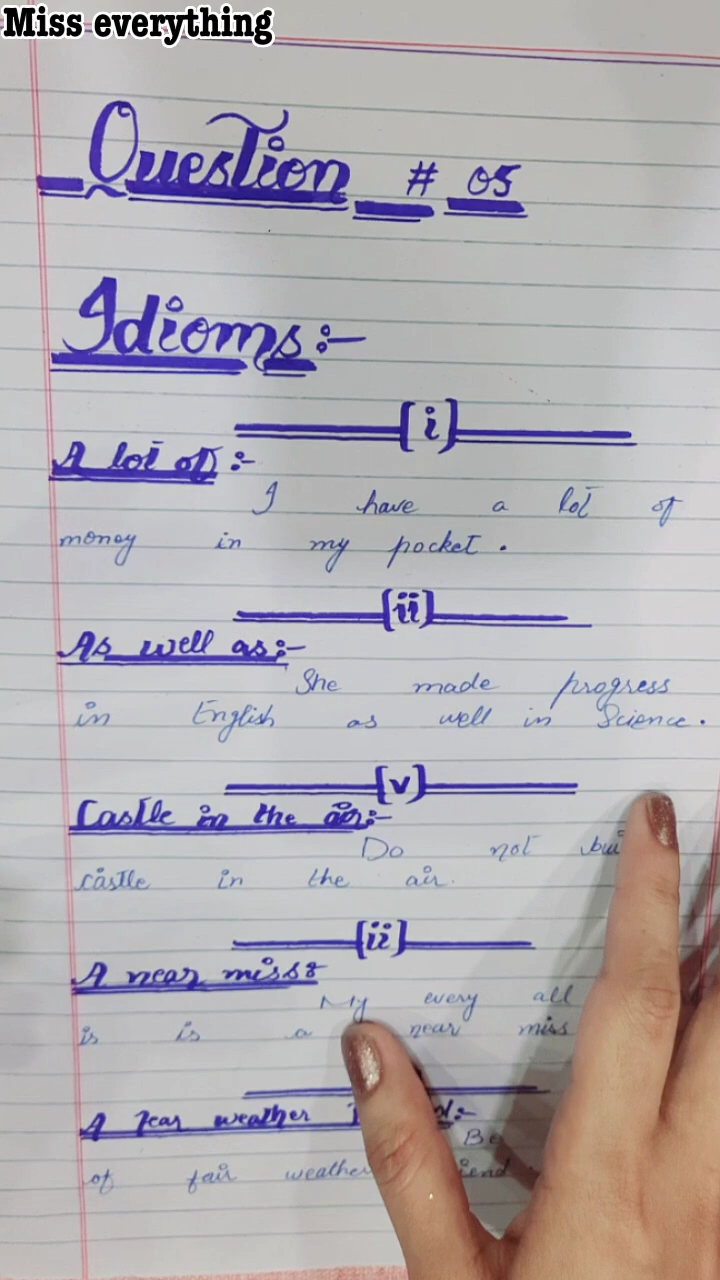 Miss everything
Question # 05
Idioms:-
[i]
A lot of :-
I have a lot of
money in my pocket.
[ii]
As well as:-
She made progress
in English as well in Science.
[v]
Castle in the air:-
Do not
castle in the air.
[ii]
A near miss:
My every all
is is a near miss
A fear weather
Be
of fair weather